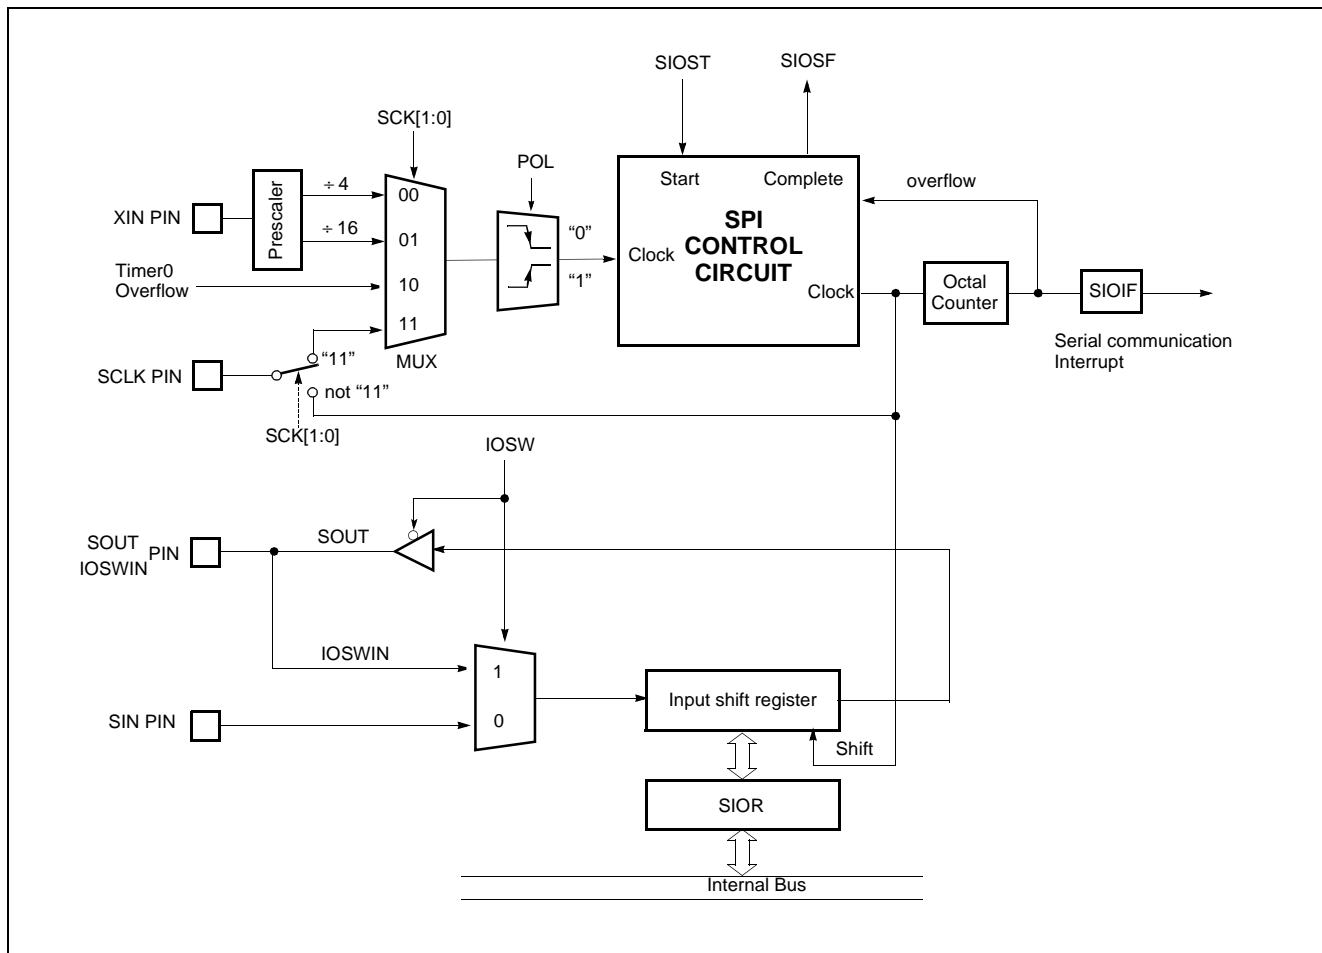 SIOST
SIOSF
SCK[1:0]
POL
÷ 4
Start
Complete
overflow
00
XIN PIN
Prescaler
÷ 16
01
"0"
SPI
CONTROL
CIRCUIT
Clock
"1"
Timer0
Overflow
10
Clock
Octal
Counter
SIOIF
11
MUX
"11"
Serial communication
Interrupt
SCLK PIN
not "11"
SCK[1:0]
IOSW
SOUT
IOSWIN
PIN
SOUT
IOSWIN
1
SIN PIN
0
Input shift register
Shift
SIOR
Internal Bus